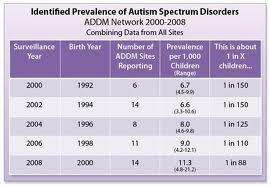 Identified Prevalence of Autism Spectrum Disorders
ADDM Network 2000-2008
Combining Data from All Sites
Surveillance Year Birth Year Number of ADDM Sites Reporting Prevalence per 1,000 Children (Range) This is about 1 in X children...
2000 1992 6 6.7 (4.5-9.9) 1 in 150
2002 1994 14 6.6 (3.3-10.6) 1 in 150
2004 1996 8 8.0 (4.6-9.8) 1 in 125
2006 1998 11 9.0 (4.2-12.1) 1 in 110
2008 2000 14 11.3 (4.8-21.2) 1 in 88